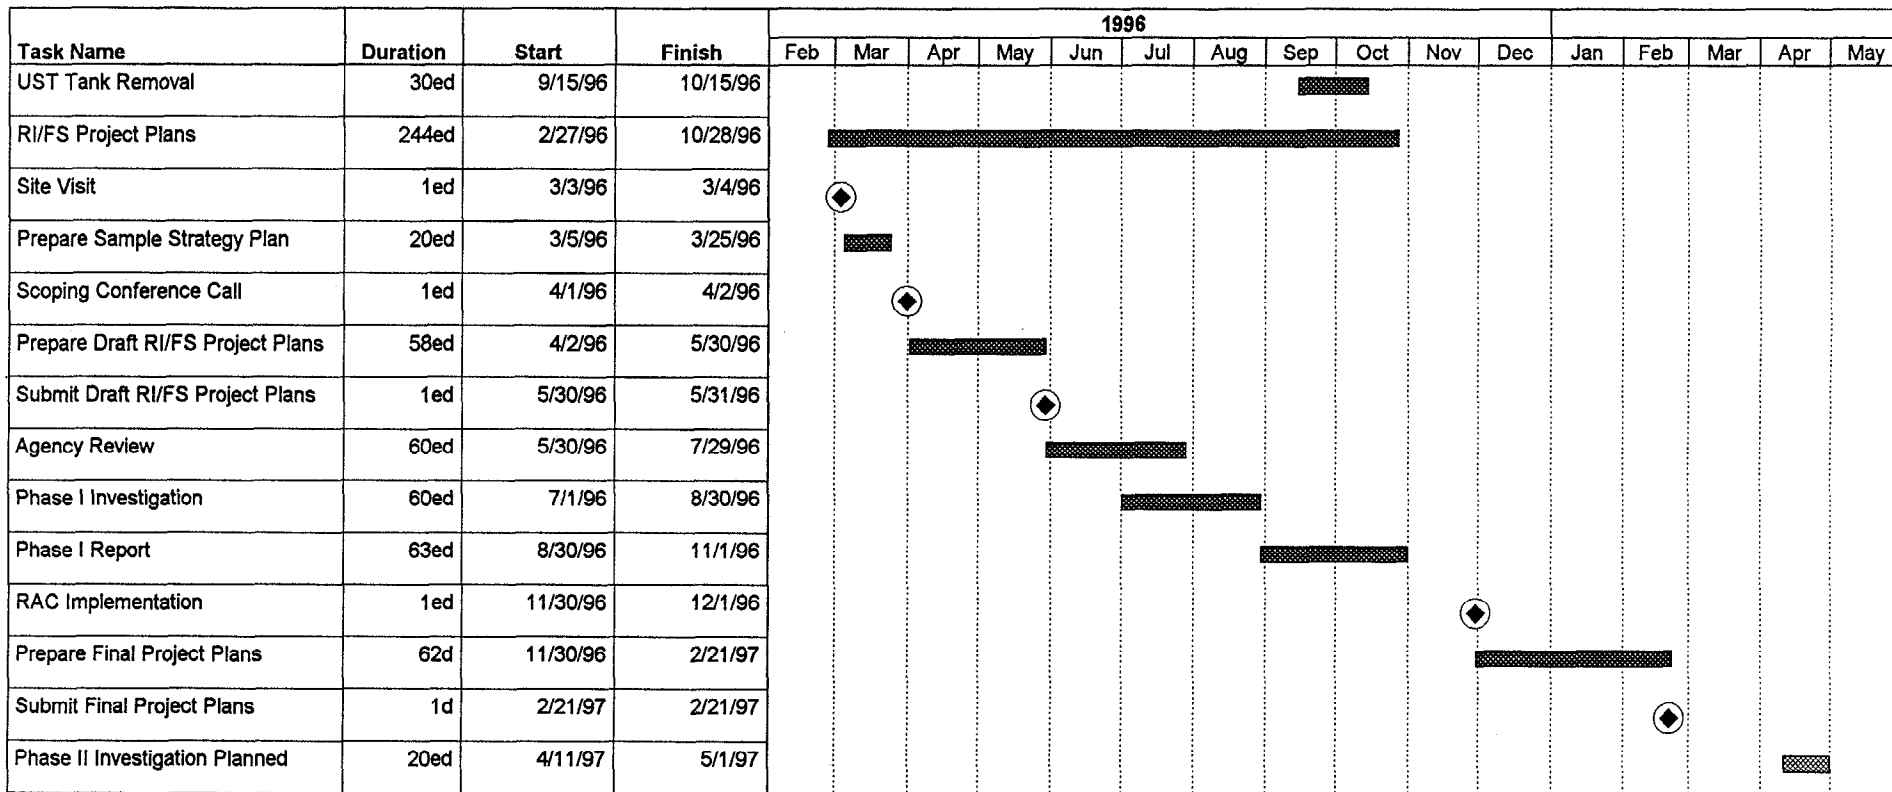 1996
Task Name Duration Start Finish Feb Mar Apr May Jun Jul Aug Sep Oct Nov Dec Jan Feb Mar Apr May
UST Tank Removal 30ed 9/15/96 10/15/96
RI/FS Project Plans 244ed 2/27/96 10/28/96
Site Visit 1ed 3/3/96 3/4/96
Prepare Sample Strategy Plan 20ed 3/5/96 3/25/96
Scoping Conference Call 1ed 4/1/96 4/2/96
Prepare Draft RI/FS Project Plans 58ed 4/2/96 5/30/96
Submit Draft RI/FS Project Plans 1ed 5/30/96 5/31/96
Agency Review 60ed 5/30/96 7/29/96
Phase I Investigation 60ed 7/1/96 8/30/96
Phase I Report 63ed 8/30/96 11/1/96
RAC Implementation 1ed 11/30/96 12/1/96
Prepare Final Project Plans 62d 11/30/96 2/21/97
Submit Final Project Plans 1d 2/21/97 2/21/97
Phase II Investigation Planned 20ed 4/11/97 5/1/97